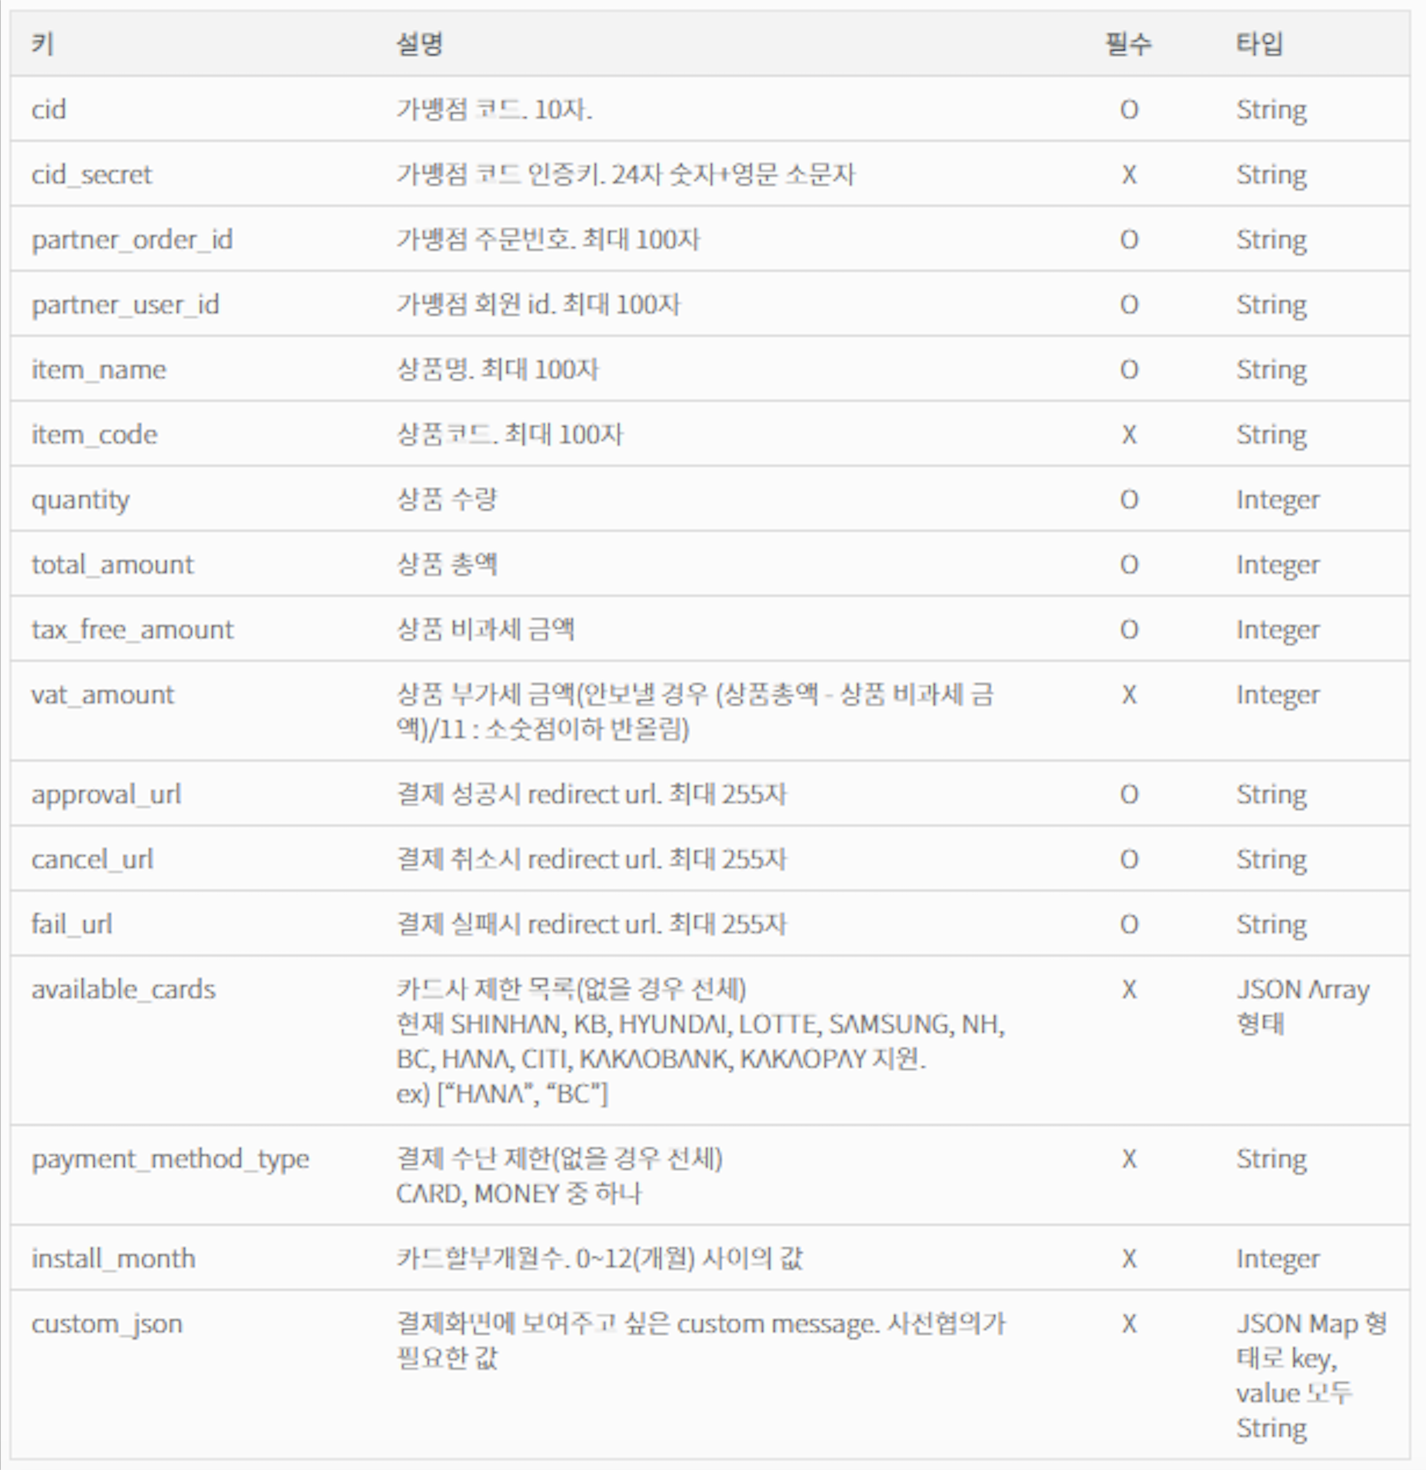 키 설명 필수 타입
cid 가맹점 코드. 10자. O String
cid_secret 가맹점 코드 인증키. 24자 숫자+영문 소문자 X String
partner_order_id 가맹점 주문번호. 최대 100자 O String
partner_user_id 가맹점 회원 id. 최대 100자 O String
item_name 상품명. 최대 100자 O String
item_code 상품코드. 최대 100자 X String
quantity 상품 수량 O Integer
total_amount 상품 총액 O Integer
tax_free_amount 상품 비과세 금액 O Integer
vat_amount 상품 부가세 금액(안보낼 경우 (상품총액 - 상품 비과세 금 X Integer
액)/11 : 소숫점이하 반올림)
approval_url 결제 성공시 redirect url. 최대 255자 O String
cancel_url 결제 취소시 redirect url. 최대 255자 O String
fail_url 결제 실패시 redirect url. 최대 255자 O String
available_cards 카드사 제한 목록(없을 경우 전세) X JSON Array
현재 SHINHAN, KB, HYUNDAI, LOTTE, SAMSUNG, NH, 형태
BC, HANA, CITI, KAKAOBANK, KAKAOPAY 지원.
ex) [“HANA”, “BC”]
payment_method_type 결제 수단 제한(없을 경우 전세) X String
CARD, MONEY 중 하나
install_month 카드할부개월수. 0~12(개월) 사이의 값 X Integer
custom_json 결제화면에 보여주고 싶은 custom message. 사전협의가 X JSON Map 형
필요한 값 태로 key,
value 모두
String